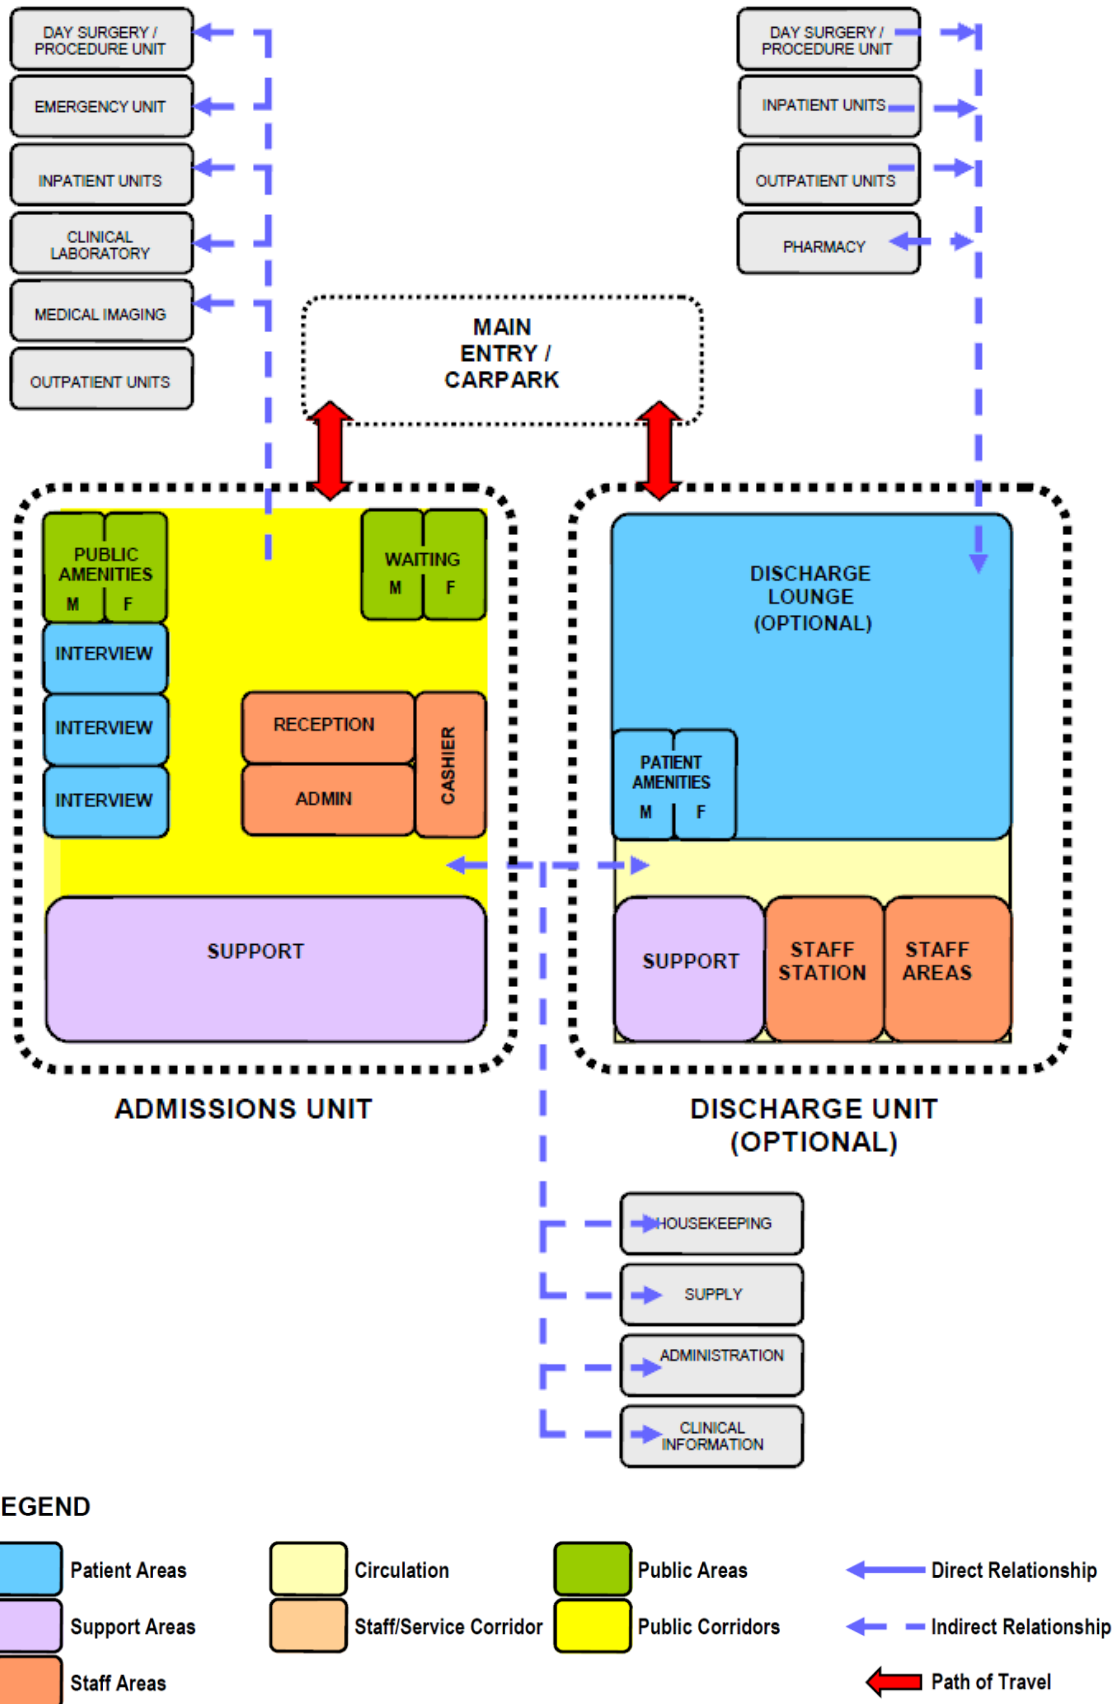 DAY SURGERY /
PROCEDURE UNIT
EMERGENCY UNIT
INPATIENT UNITS
CLINICAL
LABORATORY
MEDICAL IMAGING
OUTPATIENT UNITS
DAY SURGERY /
PROCEDURE UNIT
INPATIENT UNITS
OUTPATIENT UNITS
PHARMACY
MAIN
ENTRY /
CARPARK
PUBLIC
AMENITIES
M F
WAITING
M F
INTERVIEW
INTERVIEW
INTERVIEW
RECEPTION
ADMIN
CASHIER
SUPPORT
ADMISSIONS UNIT
DISCHARGE
LOUNGE
(OPTIONAL)
PATIENT
AMENITIES
M F
SUPPORT
STAFF
STATION
STAFF
AREAS
DISCHARGE UNIT
(OPTIONAL)
HOUSEKEEPING
SUPPLY
ADMINISTRATION
CLINICAL
INFORMATION
EGEND
Patient Areas
Support Areas
Staff Areas
Circulation
Staff/Service Corridor
Public Areas
Public Corridors
Direct Relationship
Indirect Relationship
Path of Travel